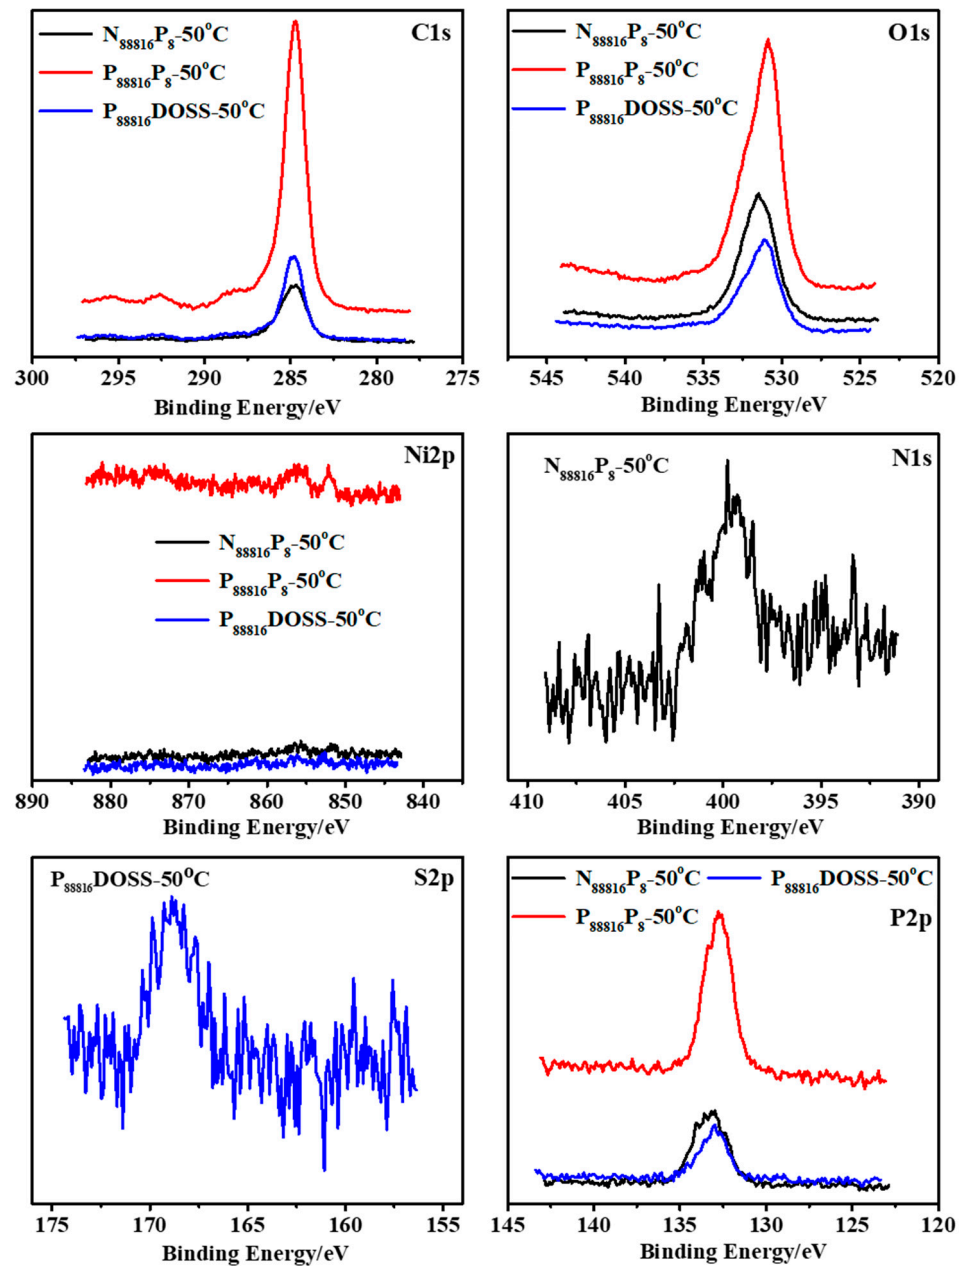 N88816P8-50°C
P88816P8-50°C
P88816DOSS-50°C
C1s
300 295 290 285 280 275
Binding Energy/eV
N88816P8-50°C
P88816P8-50°C
P88816DOSS-50°C
O1s
545 540 535 530 525 520
Binding Energy/eV
Ni2p
N88816P8-50°C
P88816P8-50°C
P88816DOSS-50°C
890 880 870 860 850 840
Binding Energy/eV
N88816P8-50°C
N1s
410 405 400 395 390
Binding Energy/eV
P88816DOSS-50°C
S2p
175 170 165 160 155
Binding Energy/eV
N88816P8-50°C P88816DOSS-50°C
P88816P8-50°C
P2p
145 140 135 130 125 120
Binding Energy/eV